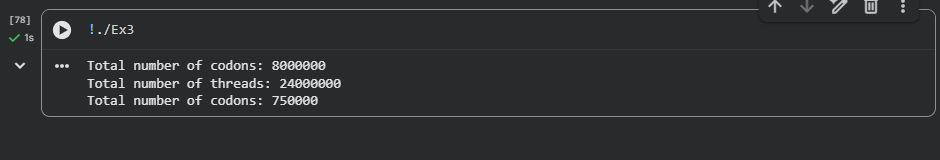 [78]
1s
!./Ex3
Total number of codons: 8000000
Total number of threads: 24000000
Total number of codons: 750000